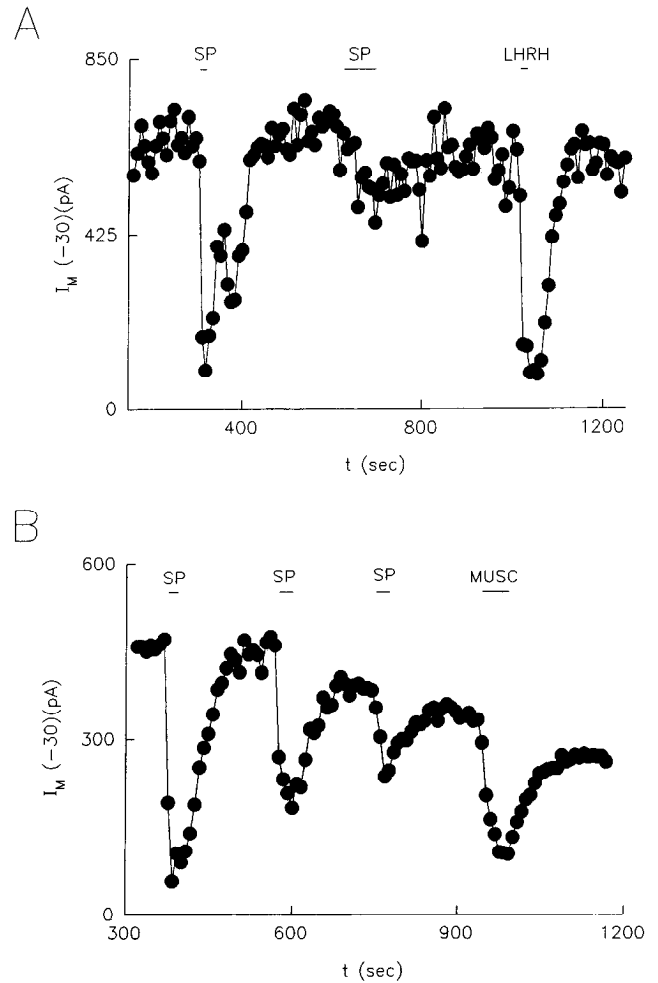 A
SP SP LHRH
850
425
0
I_M (-30)(pA)
400 800 1200
t (sec)
B
SP SP SP MUSC
600
300
0
I_M (-30)(pA)
300 600 900 1200
t (sec)